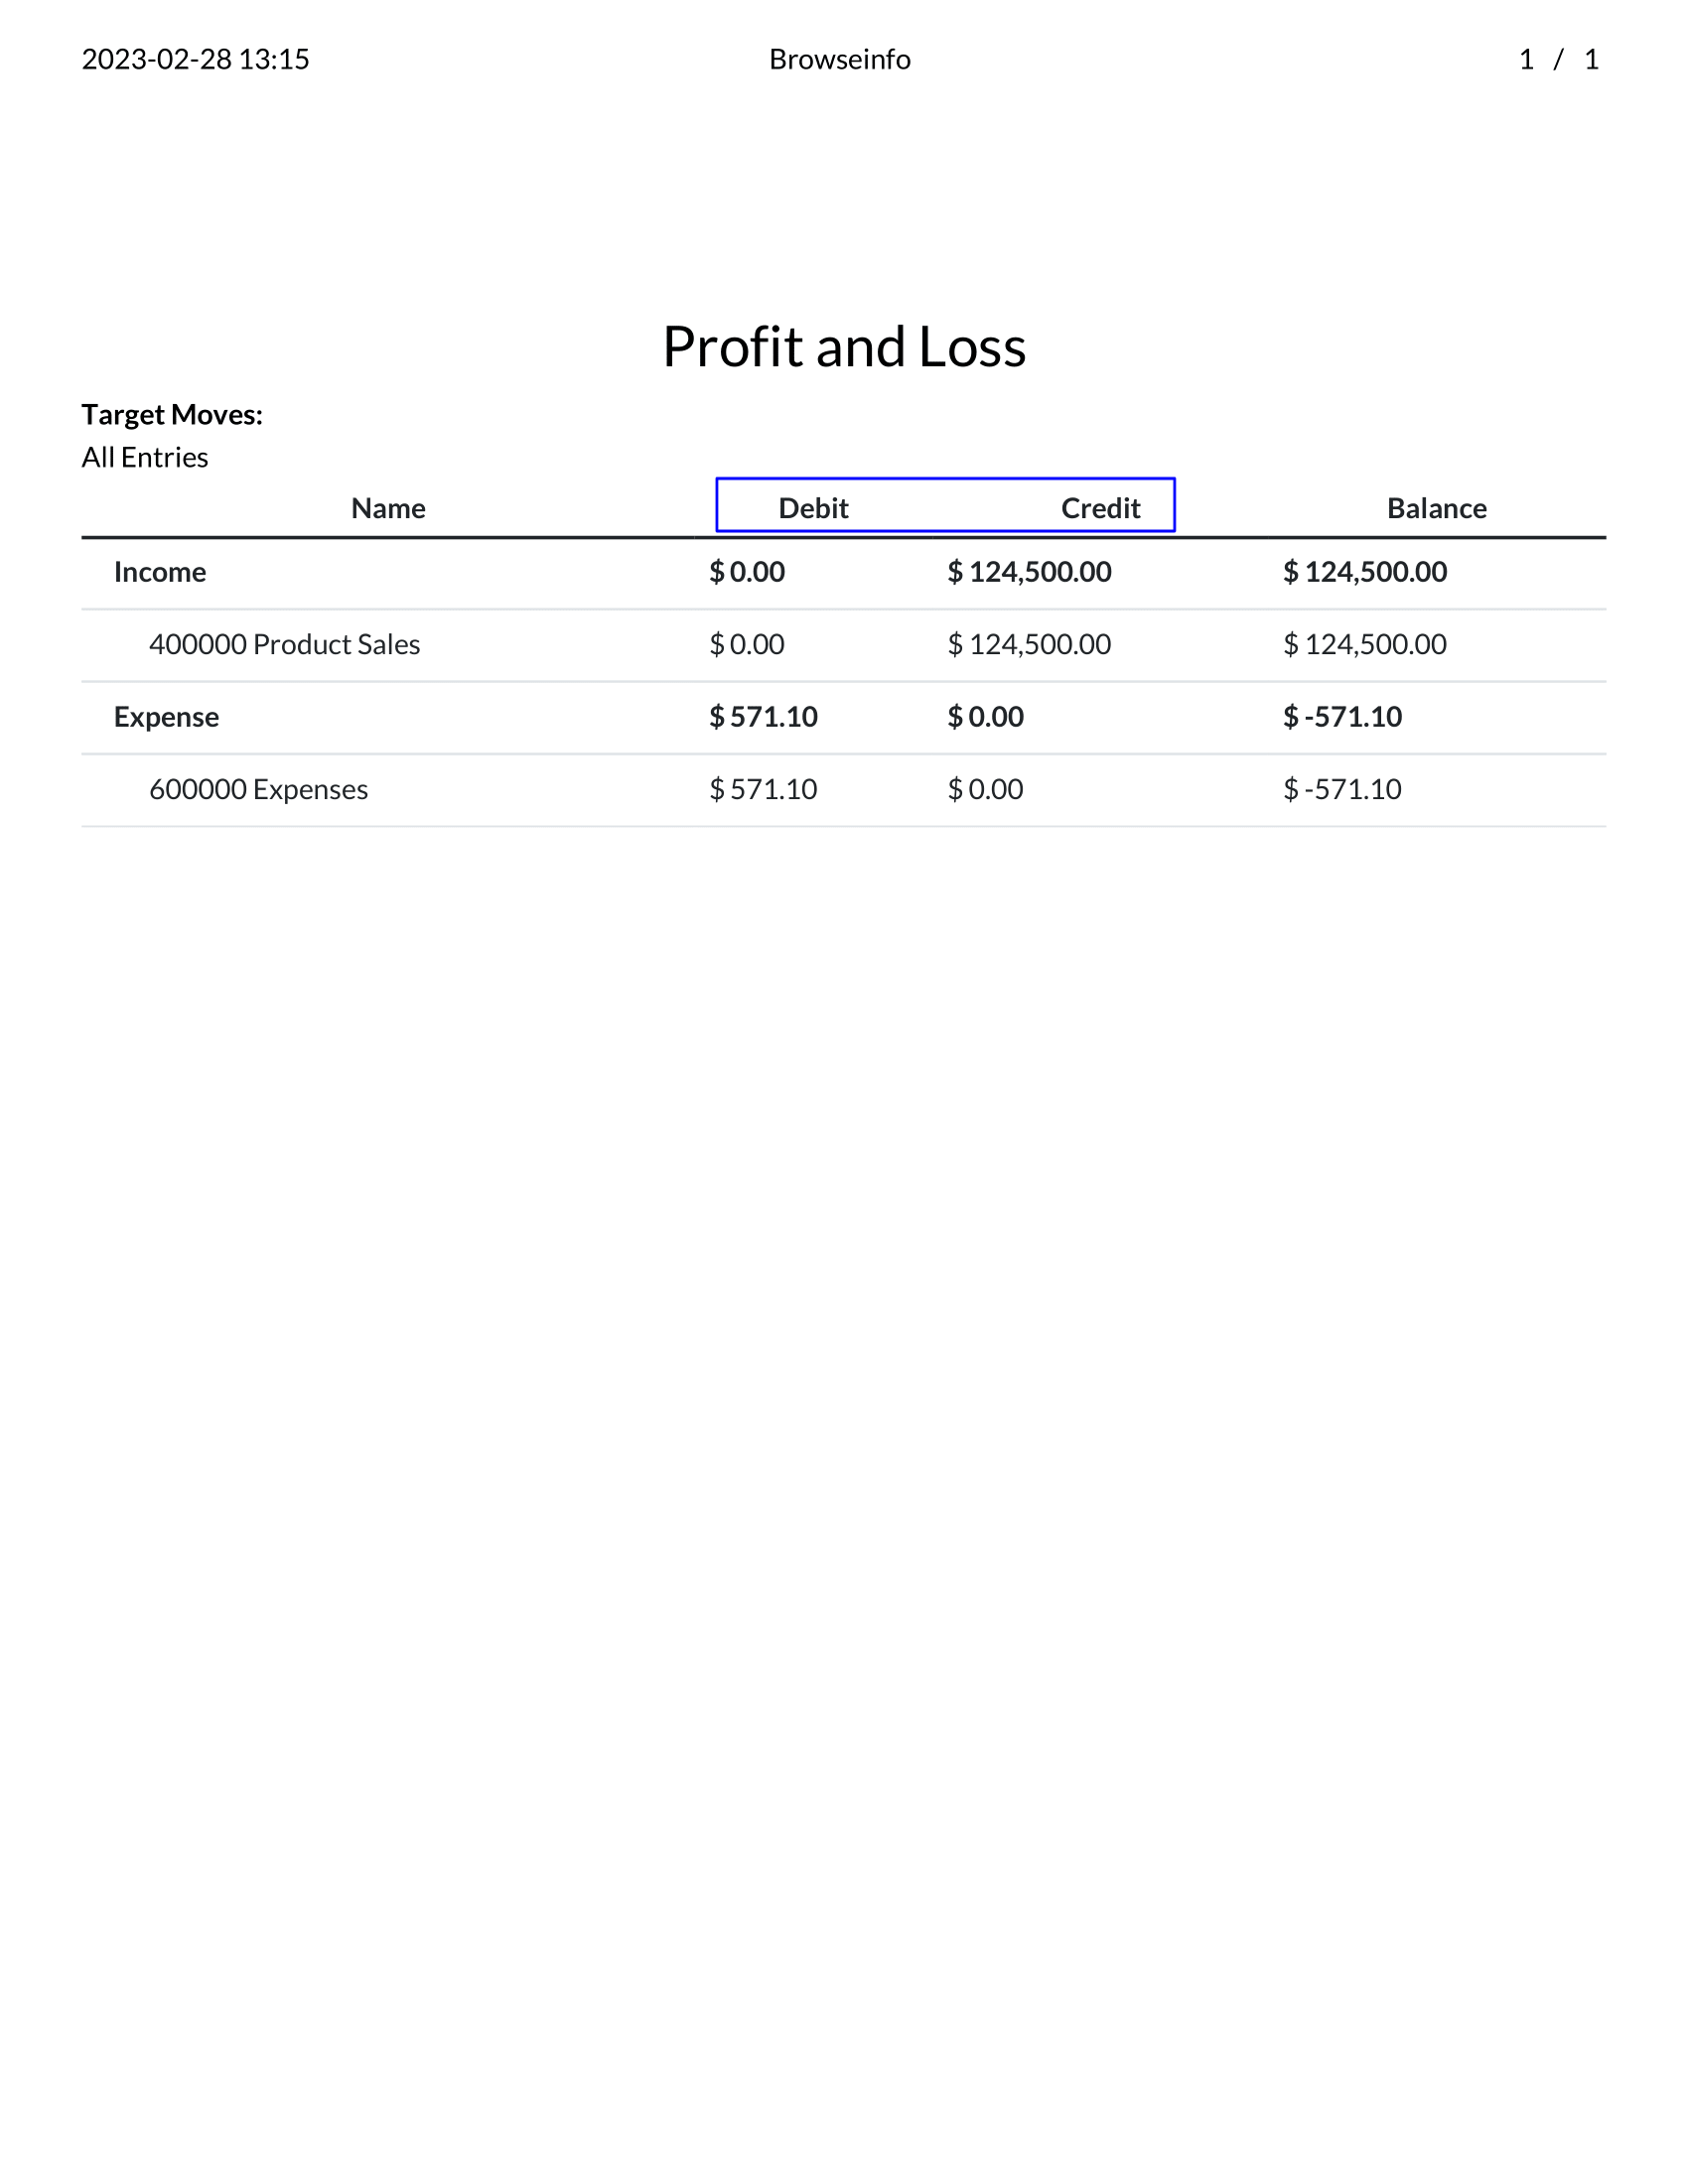 2023-02-28 13:15 Browseinfo 1 / 1
Profit and Loss
Target Moves:
All Entries
Name Debit Credit Balance
Income $ 0.00 $ 124,500.00 $ 124,500.00
400000 Product Sales $ 0.00 $ 124,500.00 $ 124,500.00
Expense $ 571.10 $ 0.00 $ -571.10
600000 Expenses $ 571.10 $ 0.00 $ -571.10